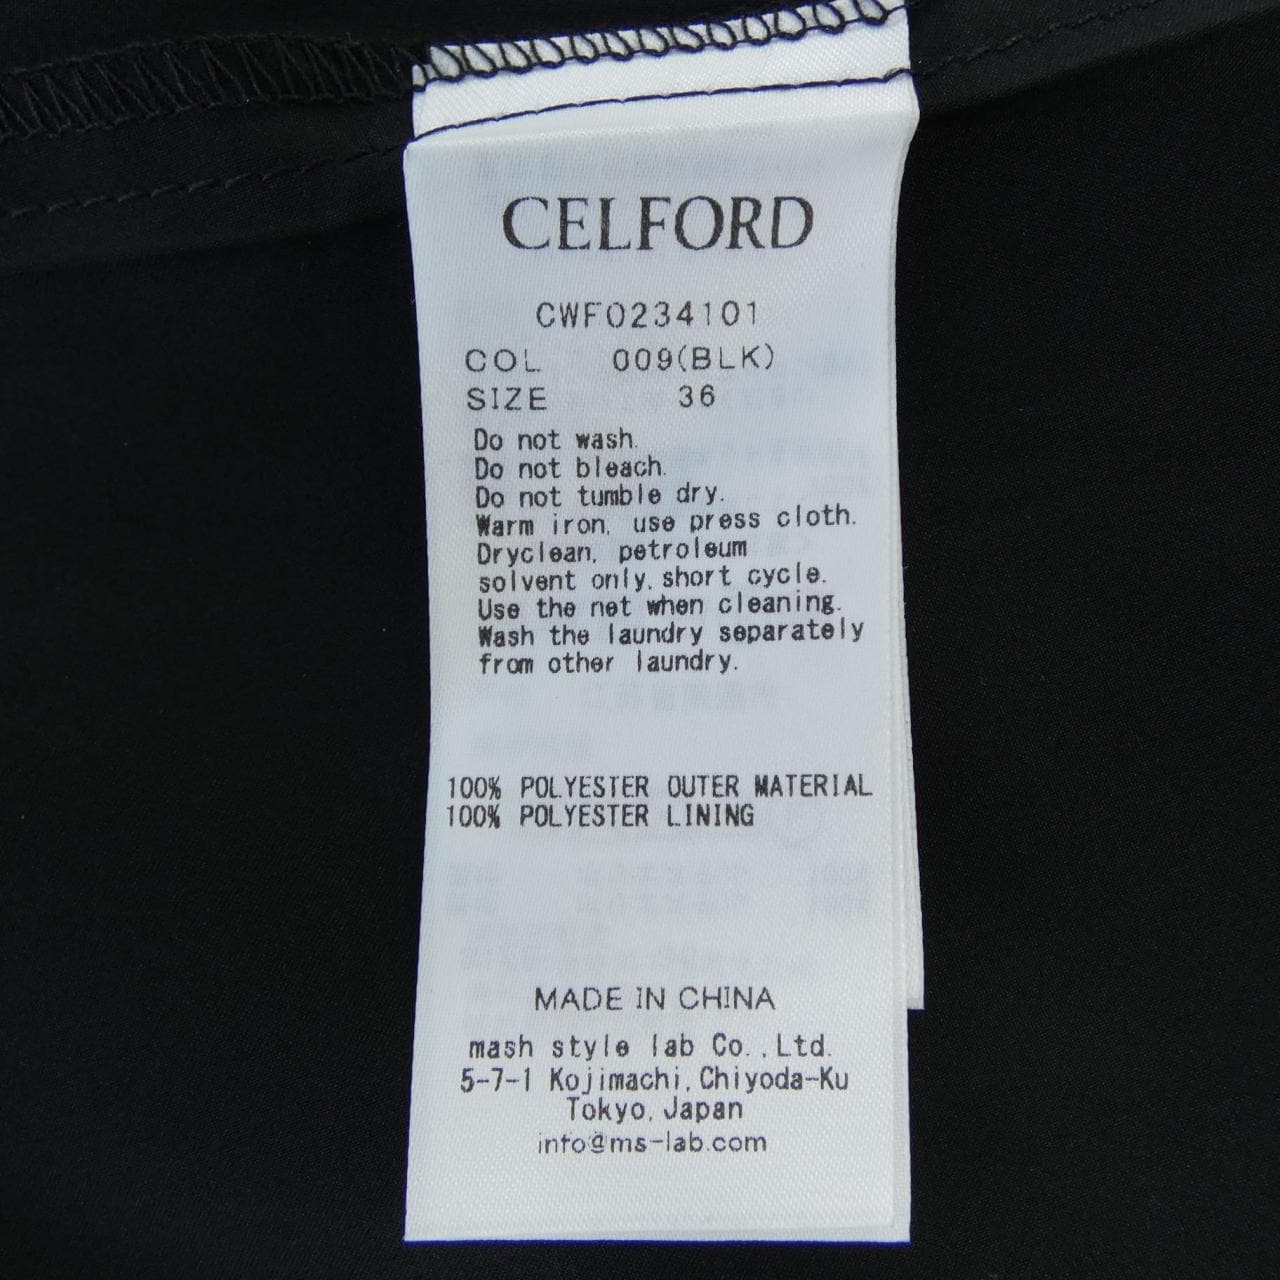 CELFORD
CWFO234101
COL 009(BLK)
SIZE 36
Do not wash.
Do not bleach.
Do not tumble dry.
Warm iron, use press cloth.
Dryclean, petroleum
solvent only, short cycle.
Use the net when cleaning.
Wash the laundry separately
from other laundry.
100% POLYESTER OUTER MATERIAL
100% POLYESTER LINING
MADE IN CHINA
mash style lab Co.,Ltd.
5-7-1 Kojimachi,Chiyoda-Ku
Tokyo,Japan
info@ms-lab.com